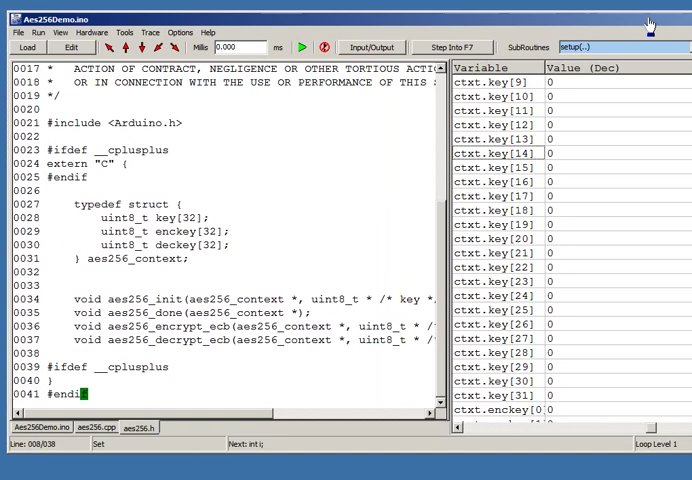 Aes256Demo.ino
File Run View Hardware Tools Trace Options Help
Load Edit Millis 0.000 ms Input/Output Step Into F7 SubRoutines setup(..)
0017 * ACTION OF CONTRACT, NEGLIGENCE OR OTHER TORTIOUS ACTI
0018 * OR IN CONNECTION WITH THE USE OR PERFORMANCE OF THIS
0019 */
0020
0021 #include <Arduino.h>
0022
0023 #ifdef __cplusplus
0024 extern "C" {
0025 #endif
0026
0027 typedef struct {
0028 uint8_t key[32];
0029 uint8_t enckey[32];
0030 uint8_t deckey[32];
0031 } aes256_context;
0032
0033
0034 void aes256_init(aes256_context *, uint8_t * /* key *
0035 void aes256_done(aes256_context *);
0036 void aes256_encrypt_ecb(aes256_context *, uint8_t * /
0037 void aes256_decrypt_ecb(aes256_context *, uint8_t * /
0038
0039 #ifdef __cplusplus
0040 }
0041 #endif
Variable Value (Dec)
ctxt.key[9] 0
ctxt.key[10] 0
ctxt.key[11] 0
ctxt.key[12] 0
ctxt.key[13] 0
ctxt.key[14] 0
ctxt.key[15] 0
ctxt.key[16] 0
ctxt.key[17] 0
ctxt.key[18] 0
ctxt.key[19] 0
ctxt.key[20] 0
ctxt.key[21] 0
ctxt.key[22] 0
ctxt.key[23] 0
ctxt.key[24] 0
ctxt.key[25] 0
ctxt.key[26] 0
ctxt.key[27] 0
ctxt.key[28] 0
ctxt.key[29] 0
ctxt.key[30] 0
ctxt.key[31] 0
ctxt.enckey[0 0
Aes256Demo.ino aes256.cpp aes256.h
Line: 008/038 Set Next: int i; Loop Level 1